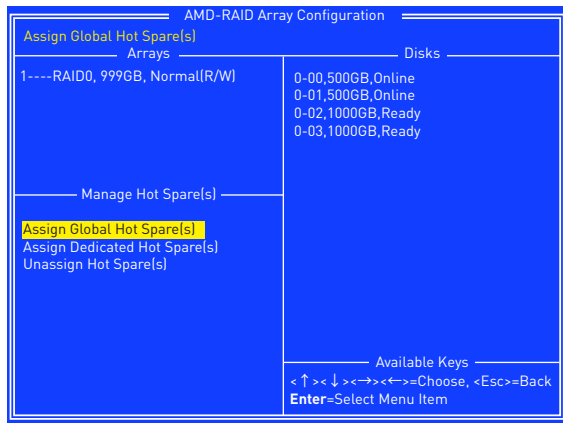 AMD-RAID Array Configuration
Assign Global Hot Spare(s)
Arrays
1----RAID0, 999GB, Normal(R/W)
Disks
0-00,500GB,Online
0-01,500GB,Online
0-02,1000GB,Ready
0-03,1000GB,Ready
Manage Hot Spare(s)
Assign Global Hot Spare(s)
Assign Dedicated Hot Spare(s)
Unassign Hot Spare(s)
Available Keys
<↑><↓><→><←>=Choose, <Esc>=Back
Enter=Select Menu Item